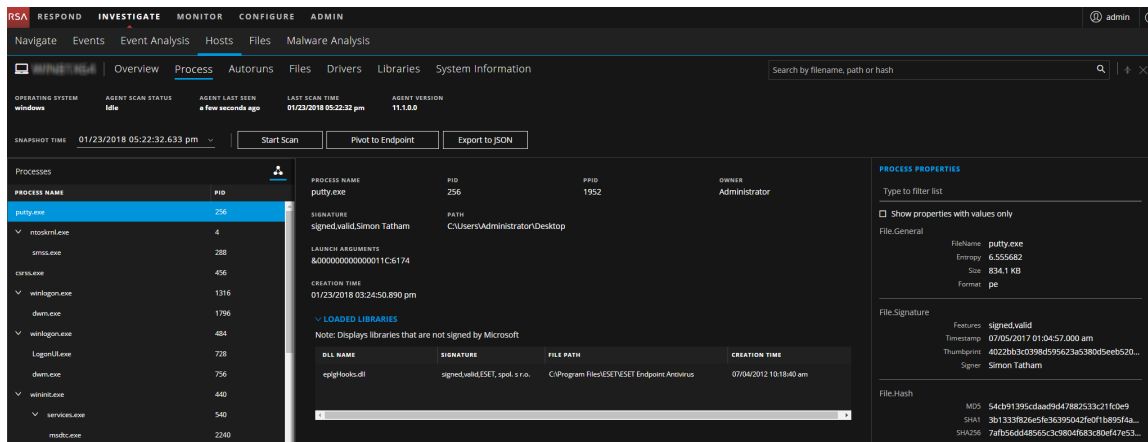 RSA RESPOND INVESTIGATE MONITOR CONFIGURE ADMIN admin
Navigate Events Event Analysis Hosts Files Malware Analysis
Overview Process Autoruns Files Drivers Libraries System Information Search by filename, path or hash
OPERATING SYSTEM AGENT SCAN STATUS AGENT LAST SEEN LAST SCAN TIME AGENT VERSION
windows Idle a few seconds ago 01/23/2018 05:22:32 pm 11.1.0.0
SNAPSHOT TIME 01/23/2018 05:22:32.633 pm Start Scan Pivot to Endpoint Export to JSON
Processes
PROCESS NAME PID
putty.exe 256
ntoskrnl.exe 4
smss.exe 288
csrss.exe 456
winlogon.exe 1316
dwm.exe 1796
winlogon.exe 484
LogonUI.exe 728
dwm.exe 756
wininit.exe 440
services.exe 540
msdtc.exe 2240
PROCESS NAME PID PPID OWNER
putty.exe 256 1952 Administrator
SIGNATURE PATH
signed,valid,Simon Tatham C:\Users\Administrator\Desktop
LAUNCH ARGUMENTS
&000000000000011C:6174
CREATION TIME
01/23/2018 03:24:50.890 pm
LOADED LIBRARIES
Note: Displays libraries that are not signed by Microsoft
DLL NAME SIGNATURE FILE PATH CREATION TIME
eplgHooks.dll signed,valid,ESET, spol. s r.o. C:\Program Files\ESET\ESET Endpoint Antivirus 07/04/2012 10:18:40 am
PROCESS PROPERTIES
Type to filter list
Show properties with values only
File.General
FileName putty.exe
Entropy 6.555682
Size 834.1 KB
Format pe
File.Signature
Features signed,valid
Timestamp 07/05/2017 01:04:57.000 am
Thumbprint 4022bb3c0398d595623a5380d5eeb520...
Signer Simon Tatham
File.Hash
MD5 54cb91395cdaad9d47882533c21fc0e9
SHA1 3b1333f826e5fe36395042fe0f1b895f4a...
SHA256 7afb56dd48565c3c9804f683c80ef47e53...